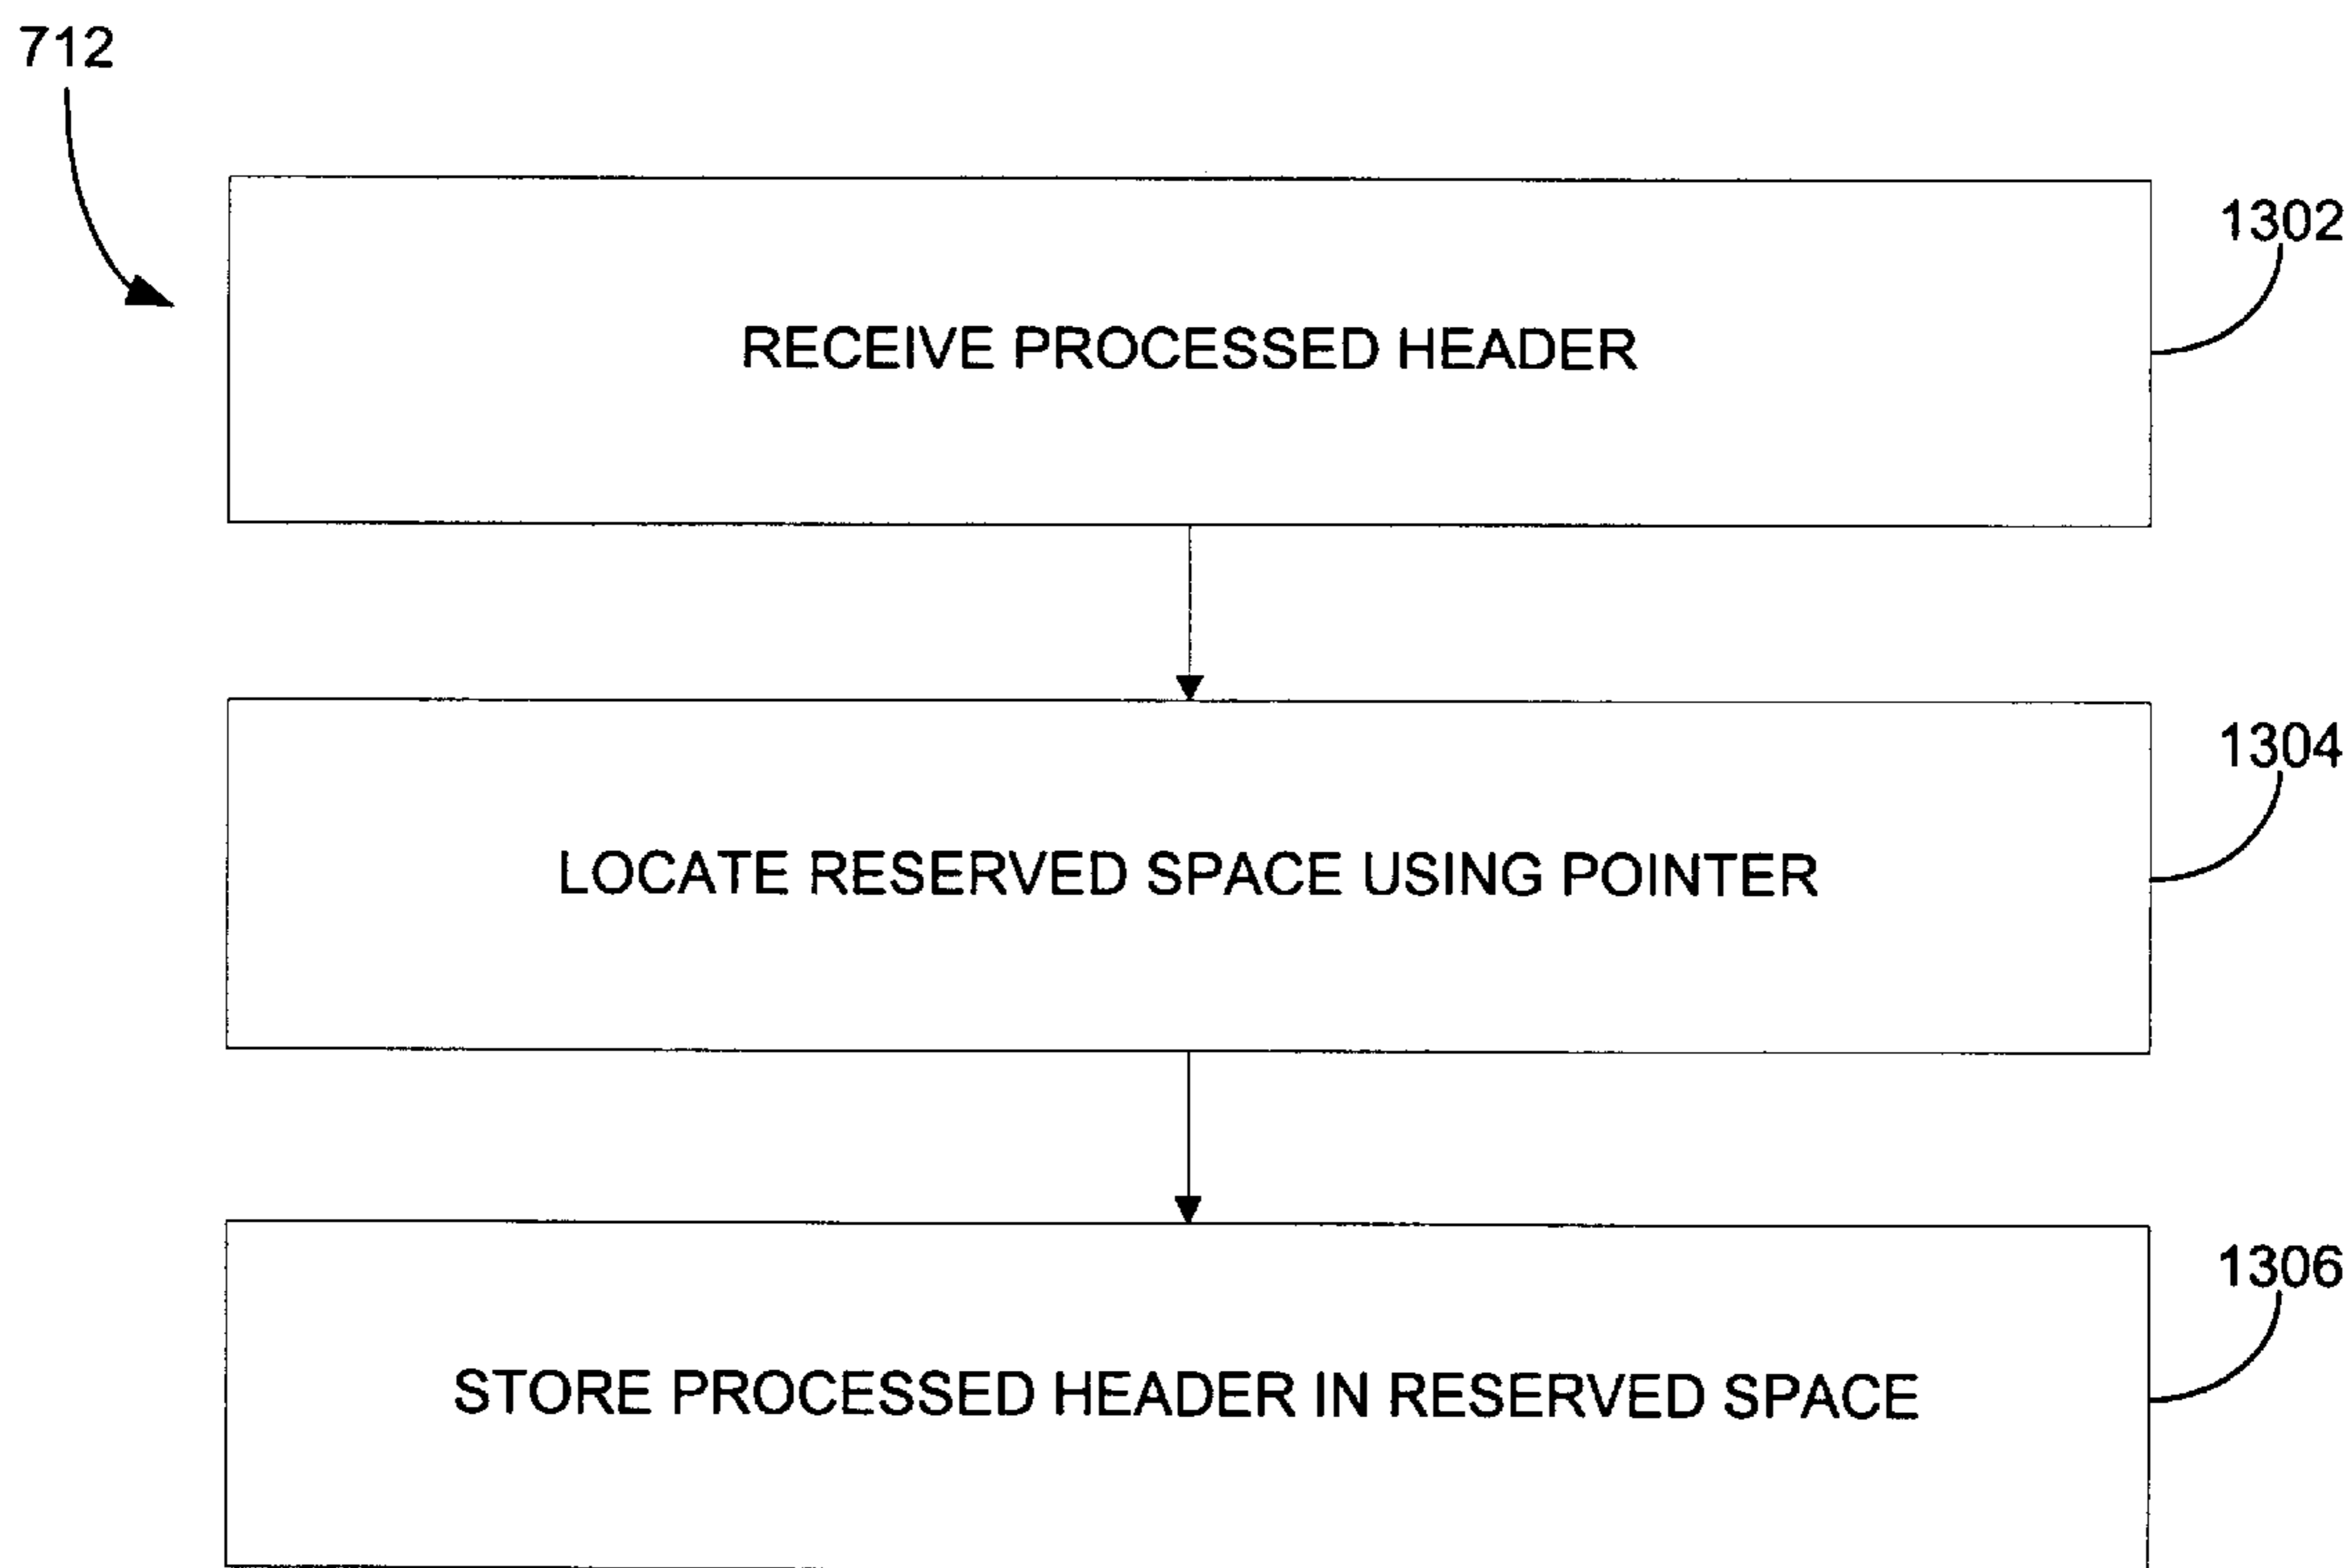 712
1302
RECEIVE PROCESSED HEADER
1304
LOCATE RESERVED SPACE USING POINTER
1306
STORE PROCESSED HEADER IN RESERVED SPACE